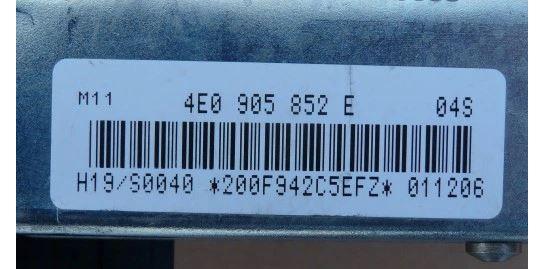 M11 4E0 905 852 E 04S
H19/S0040 *200F942C5EFZ* 011206